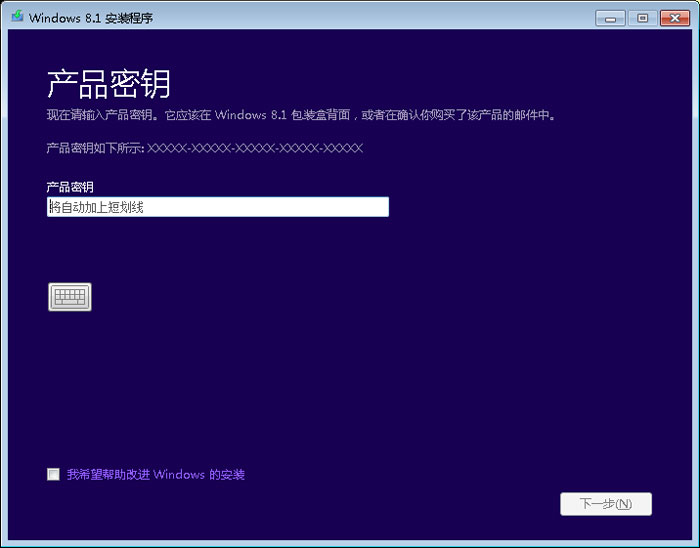 Windows 8.1 安装程序
产品密钥
现在请输入产品密钥。它应该在 Windows 8.1 包装盒背面，或者在确认你购买了该产品的邮件中。
产品密钥如下所示: XXXXX-XXXXX-XXXXX-XXXXX-XXXXX
产品密钥
将自动加上短划线
我希望帮助改进 Windows 的安装
下一步(N)